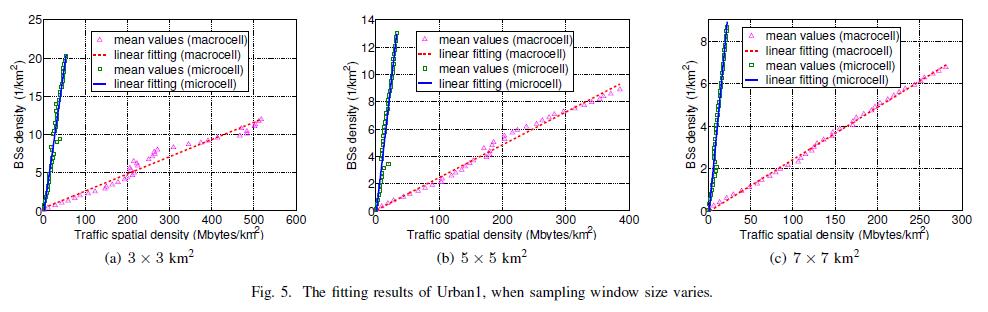 25
20
15
10
5
0
BSs density (1/km²)
mean values (macrocell)
linear fitting (macrocell)
mean values (microcell)
linear fitting (microcell)
0 100 200 300 400 500 600
Traffic spatial density (Mbytes/km²)
(a) 3 × 3 km²
14
12
10
8
6
4
2
0
BSs density (1/km²)
mean values (macrocell)
linear fitting (macrocell)
mean values (microcell)
linear fitting (microcell)
0 100 200 300 400
Traffic spatial density (Mbytes/km²)
(b) 5 × 5 km²
8
6
4
2
0
BSs density (1/km²)
mean values (macrocell)
linear fitting (macrocell)
mean values (microcell)
linear fitting (microcell)
0 50 100 150 200 250 300
Traffic spatial density (Mbytes/km²)
(c) 7 × 7 km²
Fig. 5. The fitting results of Urban1, when sampling window size varies.